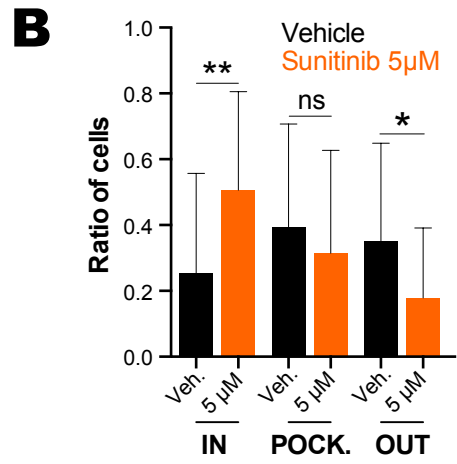 B
Vehicle
Sunitinib 5µM
Ratio of cells
1.0
0.8
0.6
0.4
0.2
0.0
** ns *
Veh. 5 µM Veh. 5 µM Veh. 5 µM
IN POCK. OUT